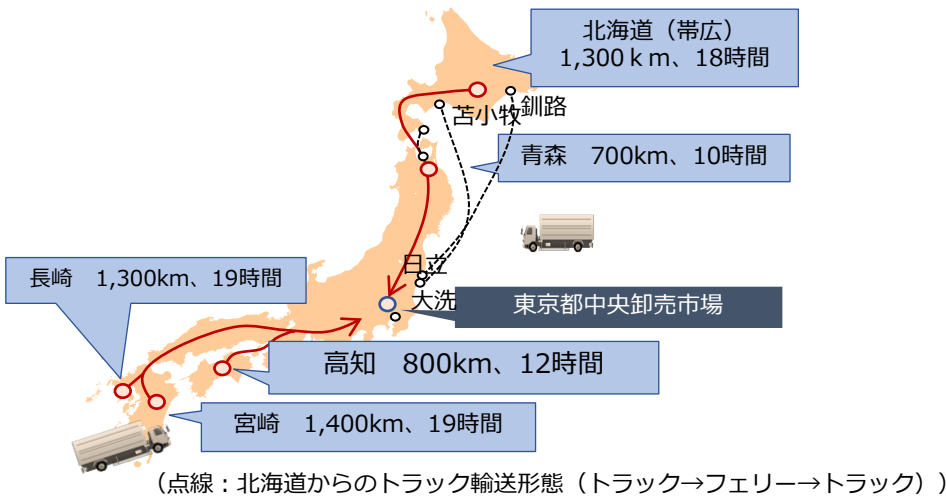 北海道（帯広）
1,300ｋm、18時間
釧路
苫小牧
青森　700km、10時間
日立
長崎　1,300km、19時間
大洗
東京都中央卸売市場
高知　800km、12時間
宮崎　1,400km、19時間
（点線：北海道からのトラック輸送形態（トラック→フェリー→トラック））